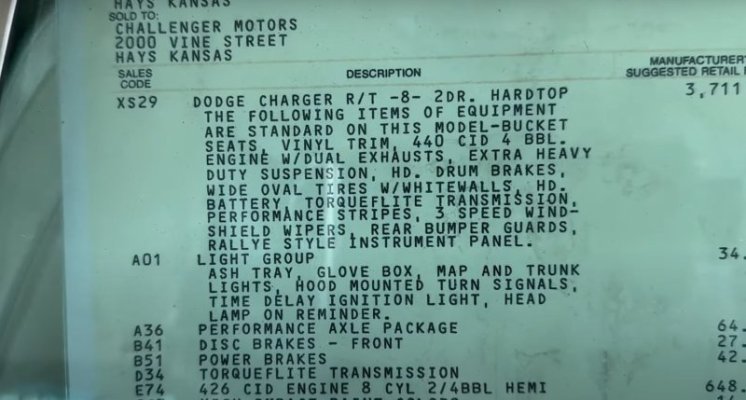 HAYS KANSAS
SOLD TO:
CHALLENGER MOTORS
2000 VINE STREET
HAYS KANSAS
SALES CODE DESCRIPTION MANUFACTURER' SUGGESTED RETAIL
XS29 DODGE CHARGER R/T -8- 2DR. HARDTOP 3,711
THE FOLLOWING ITEMS OF EQUIPMENT
ARE STANDARD ON THIS MODEL-BUCKET
SEATS, VINYL TRIM, 440 CID 4 BBL.
ENGINE W/DUAL EXHAUSTS, EXTRA HEAVY
DUTY SUSPENSION, HD. DRUM BRAKES,
WIDE OVAL TIRES W/WHITEWALLS, HD.
BATTERY, TORQUEFLITE TRANSMISSION,
PERFORMANCE STRIPES, 3 SPEED WIND-
SHIELD WIPERS, REAR BUMPER GUARDS,
RALLYE STYLE INSTRUMENT PANEL.
A01 LIGHT GROUP 34.
ASH TRAY, GLOVE BOX, MAP AND TRUNK
LIGHTS, HOOD MOUNTED TURN SIGNALS,
TIME DELAY IGNITION LIGHT, HEAD
LAMP ON REMINDER.
A36 PERFORMANCE AXLE PACKAGE 64.
B41 DISC BRAKES - FRONT 27.
B51 POWER BRAKES 42.
D34 TORQUEFLITE TRANSMISSION
E74 426 CID ENGINE 8 CYL 2/4BBL HEMI 648.